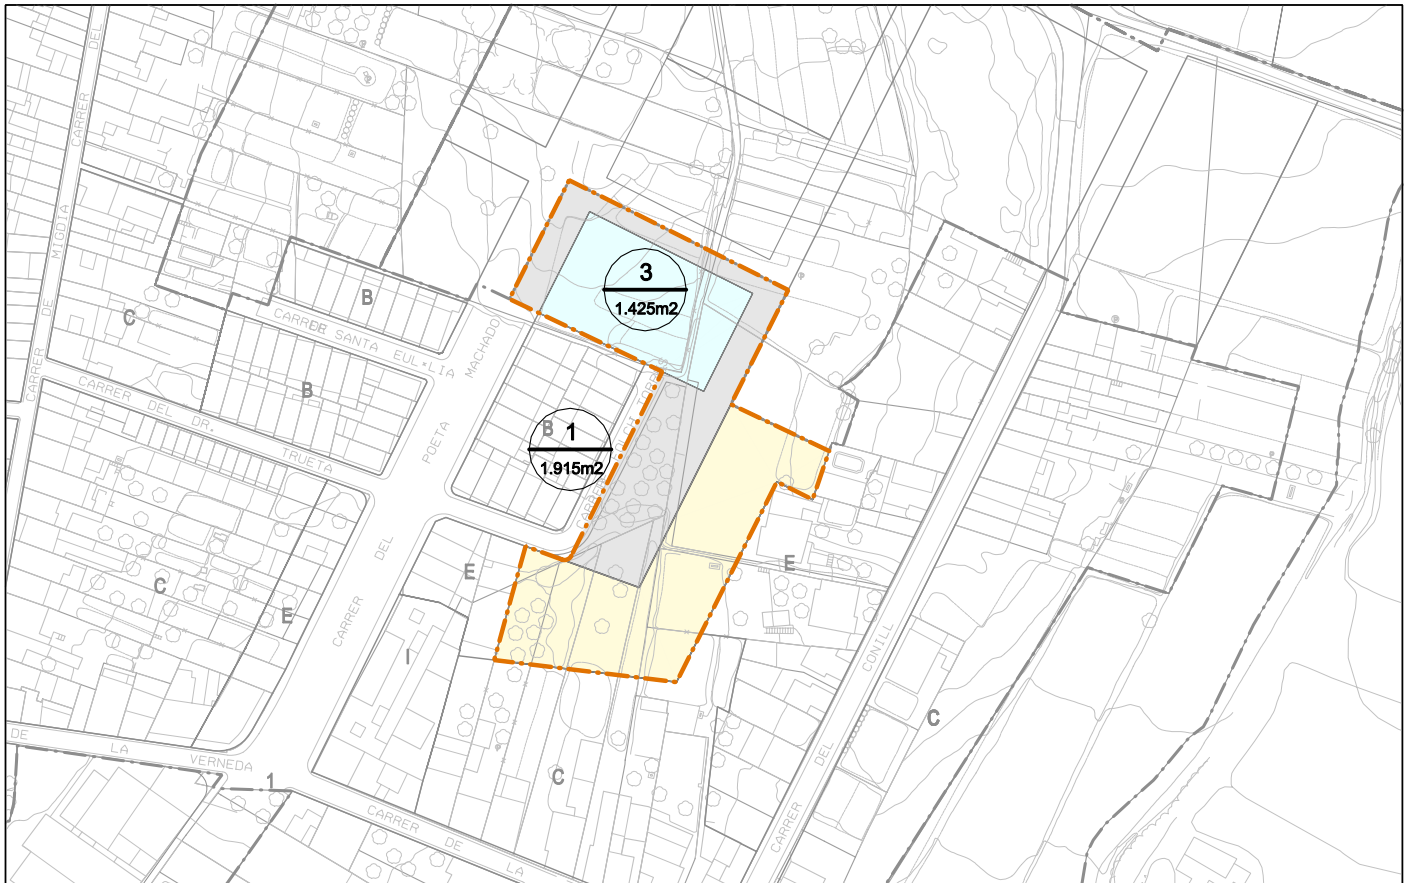 CARRER DEL
MIGDIA
CARRER DE
C
B
CARRER DE SANTA EUL×LIA
B
CARRER DEL DR. TRUETA
MACHADO
POETA
DEL
CARRER
3
1.425m2
B
1
1.915m2
CARRER
E
E
C
E
I
C
C
CONILL
DEL
CARRER
DE LA VERNEDA
1
CARRER DE LA